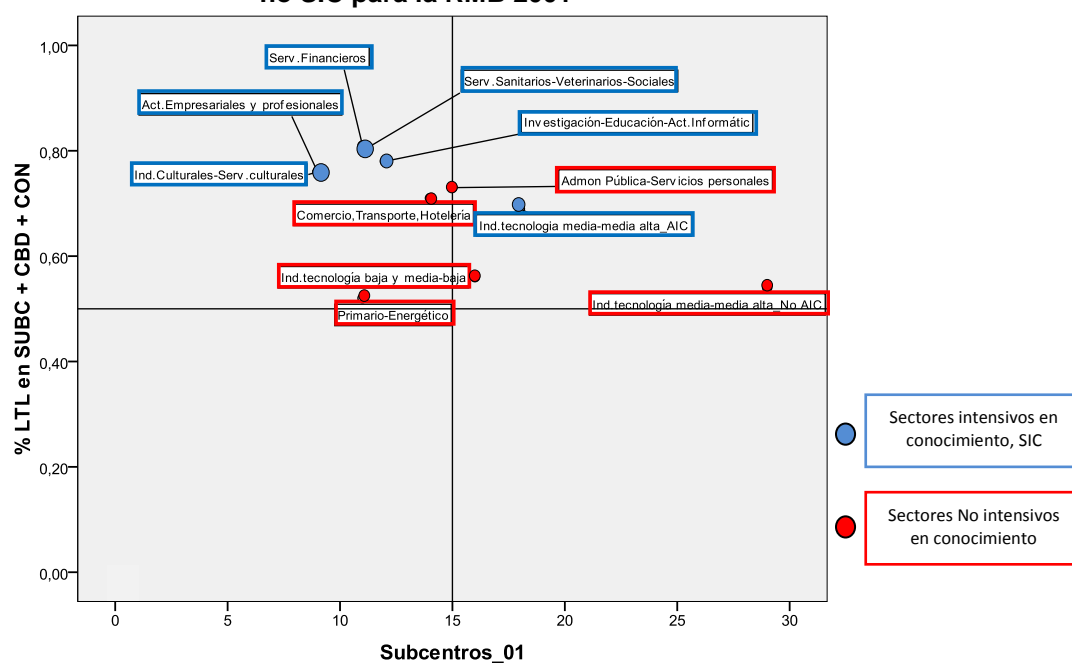 1,00
0,80
0,60
0,40
0,20
0,00
% LTL en SUBC + CBD + CON
Serv.Financieros
Serv.Sanitarios-Veterinarios-Sociales
Act.Empresariales y profesionales
Investigación-Educación-Act.Informátic
Ind.Culturales-Serv.culturales
Admon Pública-Servicios personales
Comercio,Transporte,Hotelería
Ind.tecnologia media-media alta_AIC
Ind.tecnología baja y media-baja
Ind.tecnología media-media alta_No AIC
Primario-Energético
0 5 10 15 20 25 30
Subcentros_01
Sectores intensivos en
conocimiento, SIC
Sectores No intensivos
en conocimiento